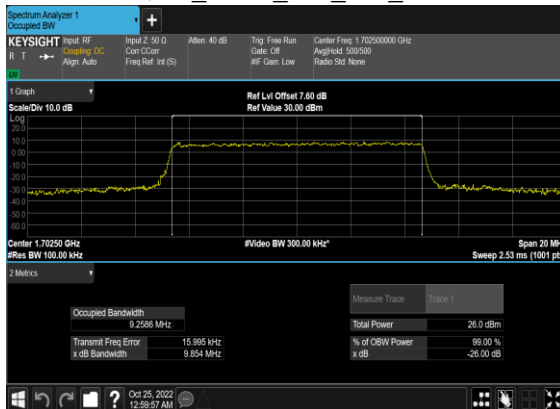 Spectrum Analyzer 1
Occupied BW
KEYSIGHT
R T
Input: RF
Coupling: DC
Align: Auto
Input Z: 50 Ω
Corr CCorr
Freq Ref: Int (S)
Atten: 40 dB
Trig: Free Run
Gate: Off
#IF Gain: Low
Center Freq: 1.702500000 GHz
Avg|Hold: 500/500
Radio Std: None
1 Graph
Scale/Div 10.0 dB
Ref Lvl Offset 7.60 dB
Ref Value 30.00 dBm
Log
20.0
10.0
0.00
-10.0
-20.0
-30.0
-40.0
-50.0
-60.0
Center 1.70250 GHz
#Res BW 100.00 kHz
#Video BW 300.00 kHz*
Span 20 MH
Sweep 2.53 ms (1001 pt
2 Metrics
Measure Trace Trace 1
Occupied Bandwidth
9.2586 MHz
Total Power 26.0 dBm
Transmit Freq Error 15.995 kHz
% of OBW Power 99.00 %
x dB Bandwidth 9.854 MHz
x dB -26.00 dB
?
Oct 25, 2022
12:59:57 AM